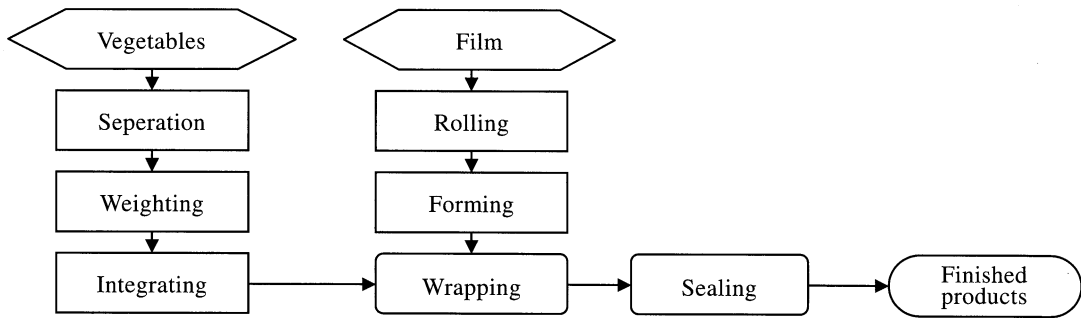 Vegetables
Film
Seperation
Rolling
Weighting
Forming
Integrating
Wrapping
Sealing
Finished
products